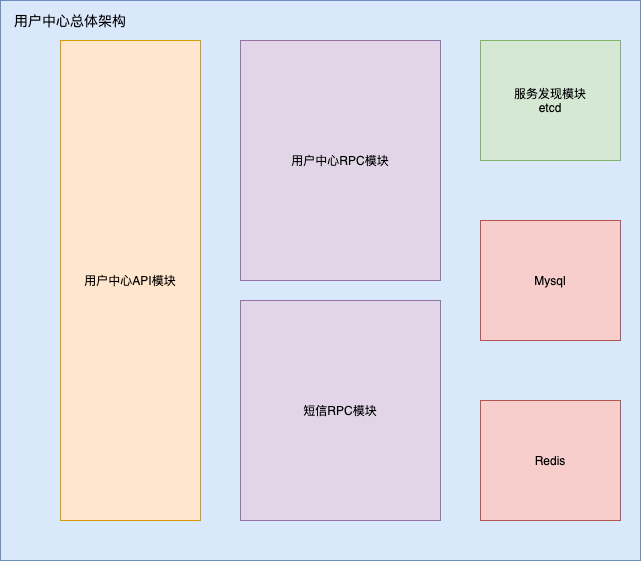 用户中心总体架构
用户中心API模块
用户中心RPC模块
短信RPC模块
服务发现模块
etcd
Mysql
Redis